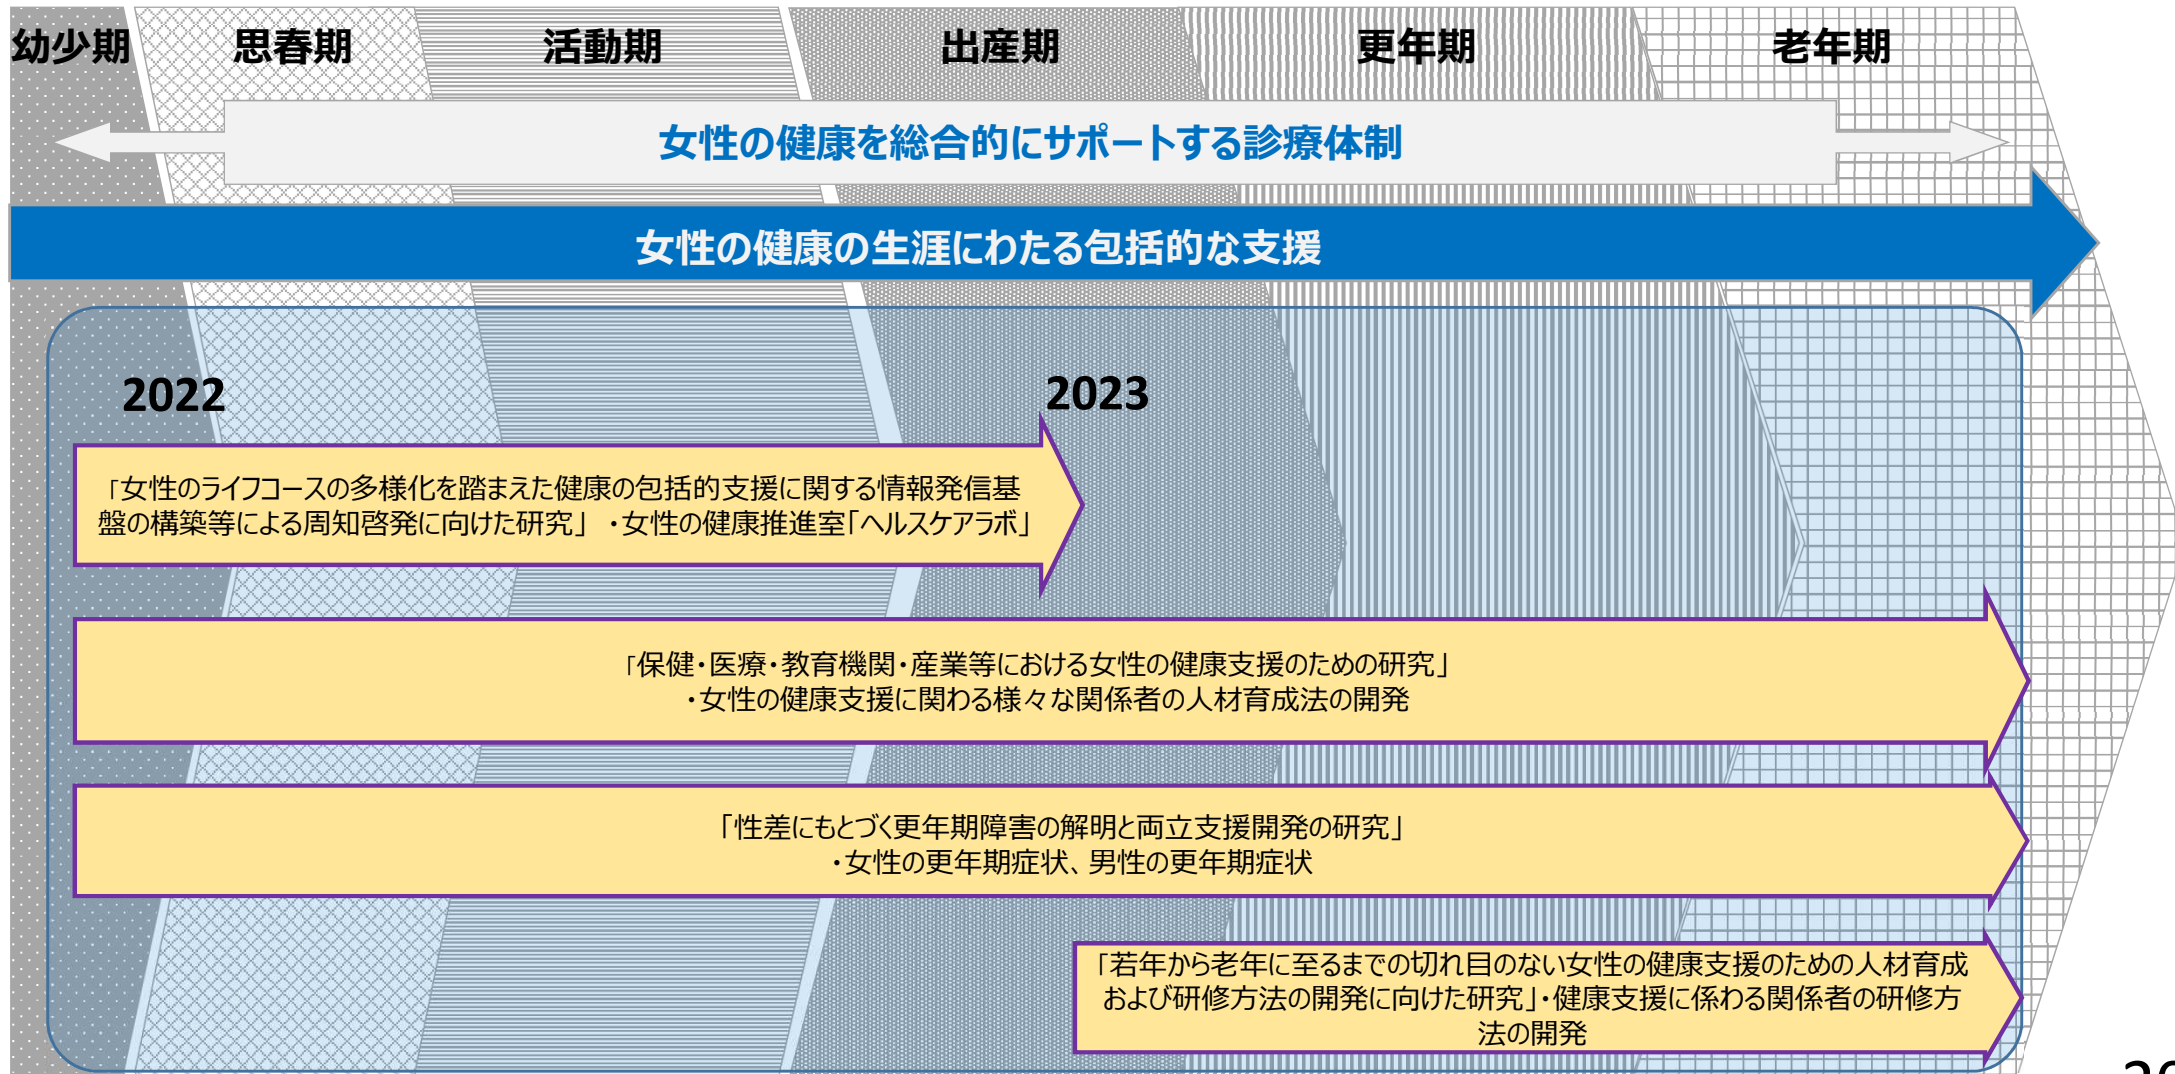 幼少期 思春期 活動期 出産期 更年期 老年期
女性の健康を総合的にサポートする診療体制
女性の健康の生涯にわたる包括的な支援
2022 2023
「女性のライフコースの多様化を踏まえた健康の包括的支援に関する情報発信基
盤の構築等による周知啓発に向けた研究」 ・女性の健康推進室「ヘルスケアラボ」
「保健・医療・教育機関・産業等における女性の健康支援のための研究」
・女性の健康支援に関わる様々な関係者の人材育成法の開発
「性差にもとづく更年期障害の解明と両立支援開発の研究」
・女性の更年期症状、男性の更年期症状
「若年から老年に至るまでの切れ目のない女性の健康支援のための人材育成
および研修方法の開発に向けた研究」・健康支援に係わる関係者の研修方
法の開発